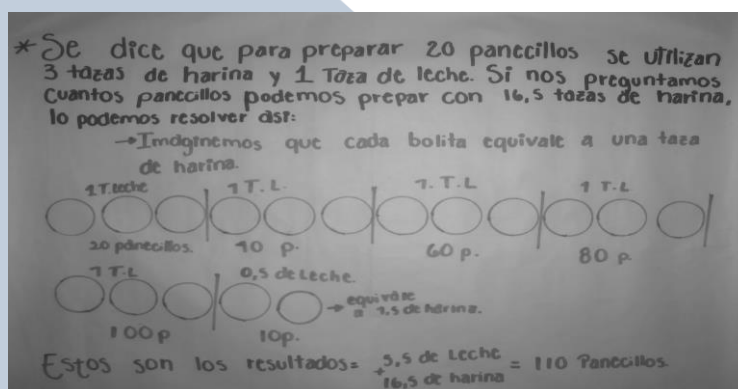 *Se dice que para preparar 20 panecillos se utilizan
3 tazas de harina y 1 Taza de leche. Si nos preguntamos
Cuantos panecillos podemos prepar con 16,5 tazas de harina,
lo podemos resolver asi:
→Imaginemos que cada bolita equivale a una taza
de harina.
1 T. leche 1 T. L. 1. T. L 1 T. L
20 panecillos. 40 p. 60 p. 80 p.
1 T. L 0,5 de Leche.
→ equivale
a 1,5 de harina.
100 p 10p.
Estos son los resultados= 5,5 de Leche = 110 Panecillos.
+ 16,5 de harina